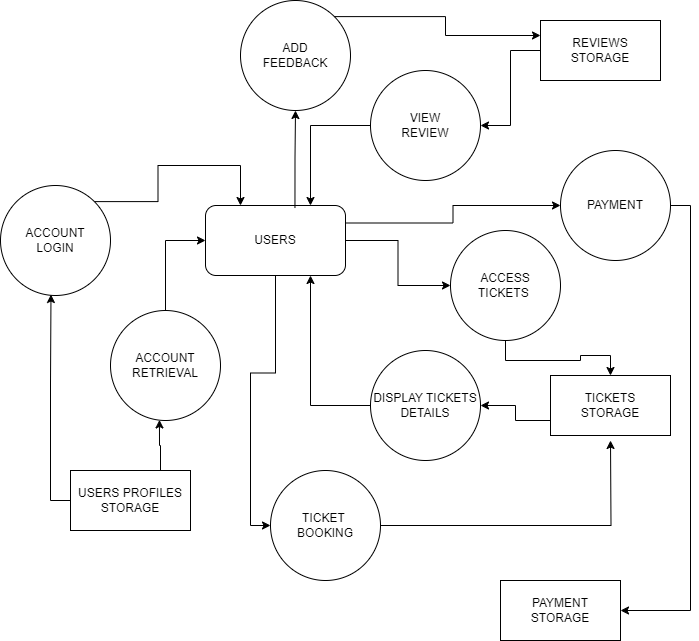 ADD
FEEDBACK
REVIEWS
STORAGE
VIEW
REVIEW
PAYMENT
ACCOUNT
LOGIN
USERS
ACCESS
TICKETS
ACCOUNT
RETRIEVAL
DISPLAY TICKETS
DETAILS
TICKETS
STORAGE
USERS PROFILES
STORAGE
TICKET
BOOKING
PAYMENT
STORAGE